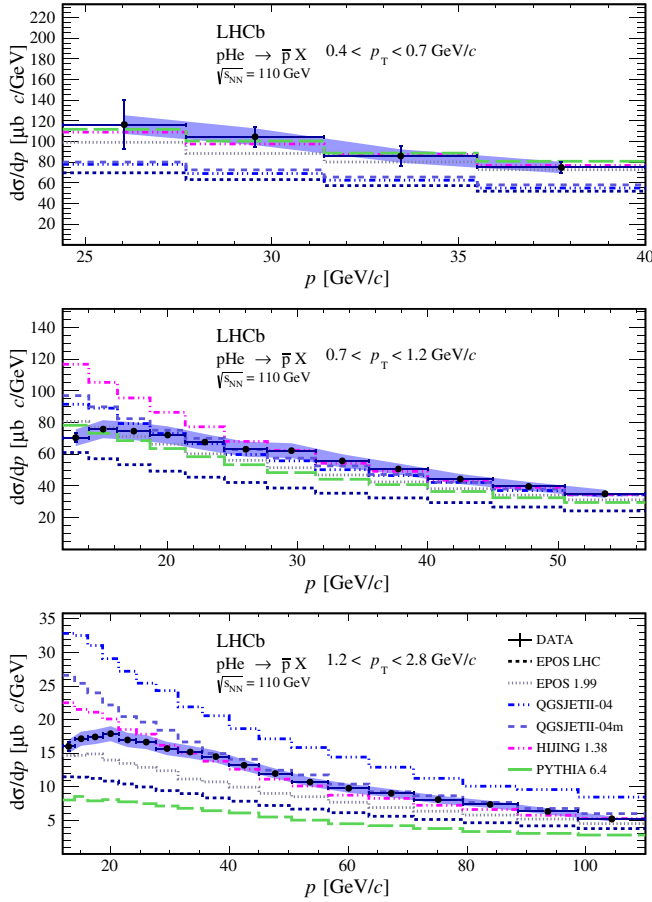 220
200
180
160
140
120
100
80
60
40
20
dσ/dp [μb c/GeV]
LHCb
pHe → p̅ X 0.4 < pT < 0.7 GeV/c
√sNN = 110 GeV
25 30 35 40
p [GeV/c]
140
120
100
80
60
40
20
dσ/dp [μb c/GeV]
LHCb
pHe → p̅ X 0.7 < pT < 1.2 GeV/c
√sNN = 110 GeV
20 30 40 50
p [GeV/c]
35
30
25
20
15
10
5
dσ/dp [μb c/GeV]
LHCb
pHe → p̅ X 1.2 < pT < 2.8 GeV/c
√sNN = 110 GeV
DATA
EPOS LHC
EPOS 1.99
QGSJETII-04
QGSJETII-04m
HIJING 1.38
PYTHIA 6.4
20 40 60 80 100
p [GeV/c]